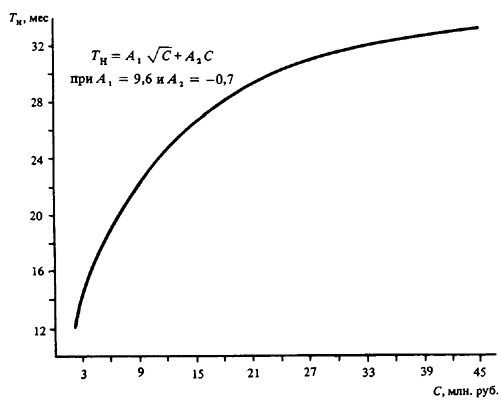 Tн, мес
Tн = A₁ √C + A₂ C
при A₁ = 9,6 и A₂ = −0,7
32
28
24
20
16
12
3 9 15 21 27 33 39 45
C, млн. руб.